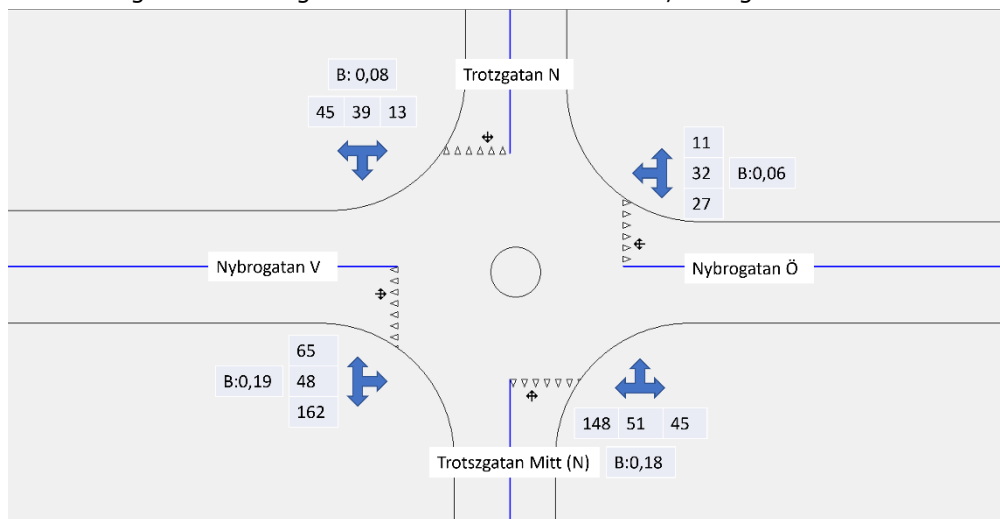 B: 0,08
Trotzgatan N
45 39 13
11
32 B:0,06
27
Nybrogatan V
Nybrogatan Ö
65
B:0,19 48
162
148 51 45
Trotszgatan Mitt (N) B:0,18